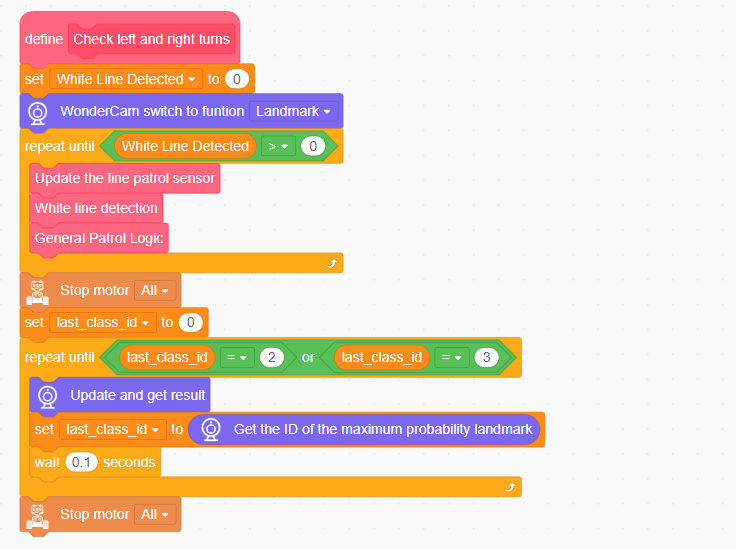 define Check left and right turns
set White Line Detected to 0
WonderCam switch to funtion Landmark
repeat until White Line Detected > 0
Update the line patrol sensor
White line detection
General Patrol Logic
Stop motor All
set last_class_id to 0
repeat until last_class_id = 2 or last_class_id = 3
Update and get result
set last_class_id to Get the ID of the maximum probability landmark
wait 0.1 seconds
Stop motor All